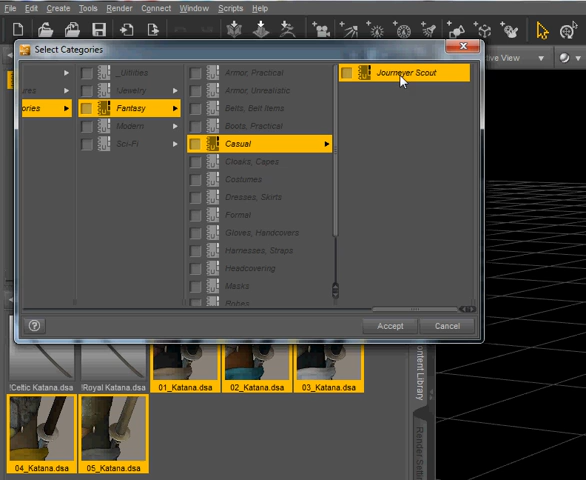 File Edit Create Tools Render Connect Window Scripts Help
Select Categories
tive View
_Utilities
!Jewelry
Fantasy
Modern
Sci-Fi
ories
Armor, Practical
Armor, Unrealistic
Belts, Belt Items
Boots, Practical
Casual
Cloaks, Capes
Costumes
Dresses, Skirts
Formal
Gloves, Handcovers
Harnesses, Straps
Headcovering
Masks
Robes
Journeyer Scout
Accept Cancel
!Celtic Katana.dsa !Royal Katana.dsa 01_Katana.dsa 02_Katana.dsa 03_Katana.dsa
04_Katana.dsa 05_Katana.dsa
ontent Library
Render Setti